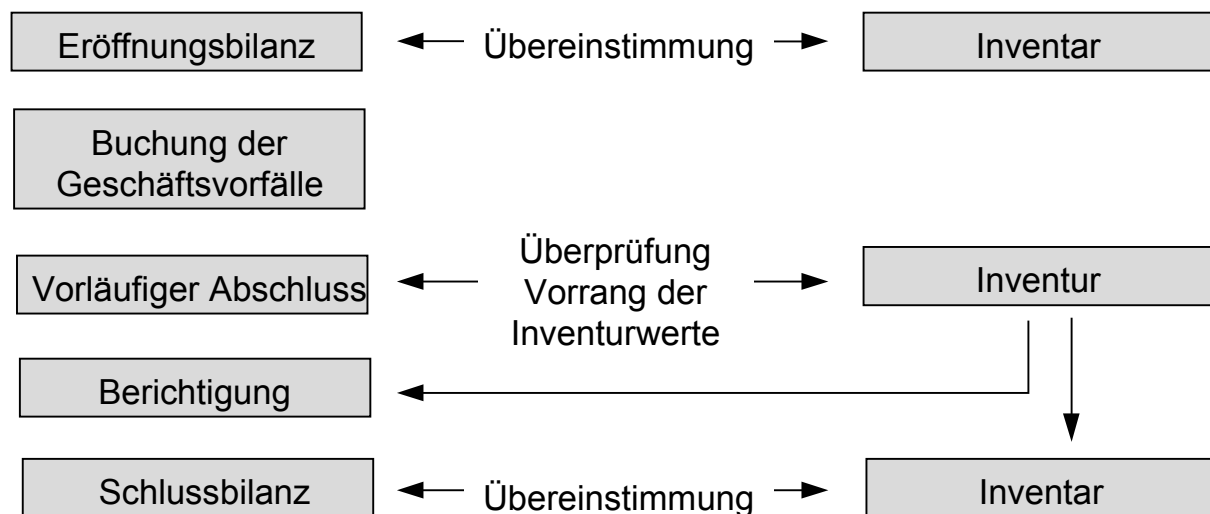 Eröffnungsbilanz
Übereinstimmung
Inventar
Buchung der
Geschäftsvorfälle
Vorläufiger Abschluss
Überprüfung
Vorrang der
Inventurwerte
Inventur
Berichtigung
Schlussbilanz
Übereinstimmung
Inventar